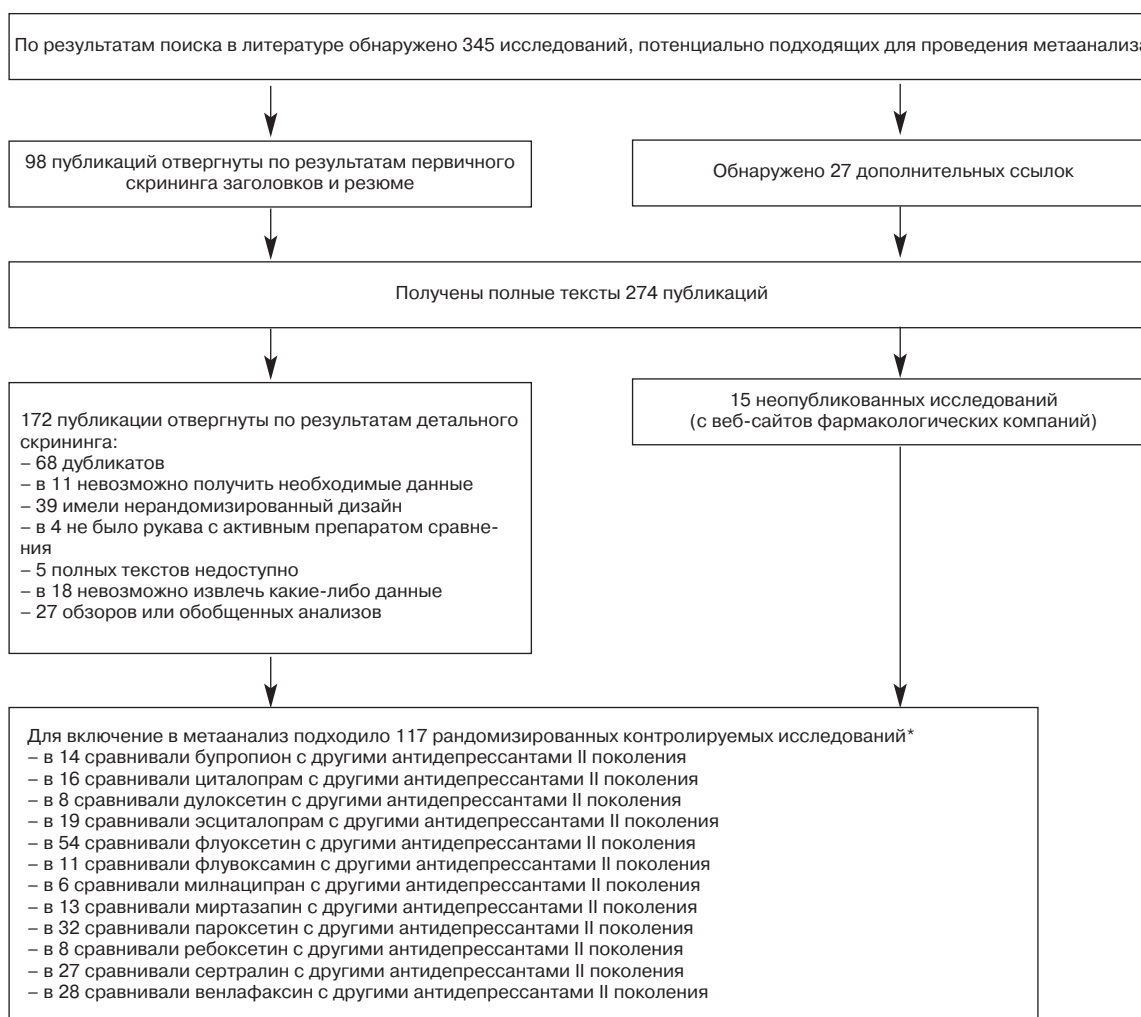 По результатам поиска в литературе обнаружено 345 исследований, потенциально подходящих для проведения метаанализа
98 публикаций отвергнуты по результатам первичного
скрининга заголовков и резюме
Обнаружено 27 дополнительных ссылок
Получены полные тексты 274 публикаций
172 публикации отвергнуты по результатам детального
скрининга:
– 68 дубликатов
– в 11 невозможно получить необходимые данные
– 39 имели нерандомизированный дизайн
– в 4 не было рукава с активным препаратом сравне-
ния
– 5 полных текстов недоступно
– в 18 невозможно извлечь какие-либо данные
– 27 обзоров или обобщенных анализов
15 неопубликованных исследований
(с веб-сайтов фармакологических компаний)
Для включение в метаанализ подходило 117 рандомизированных контролируемых исследований*
– в 14 сравнивали бупропион с другими антидепрессантами II поколения
– в 16 сравнивали циталопрам с другими антидепрессантами II поколения
– в 8 сравнивали дулоксетин с другими антидепрессантами II поколения
– в 19 сравнивали эсциталопрам с другими антидепрессантами II поколения
– в 54 сравнивали флуоксетин с другими антидепрессантами II поколения
– в 11 сравнивали флувоксамин с другими антидепрессантами II поколения
– в 6 сравнивали милнаципран с другими антидепрессантами II поколения
– в 13 сравнивали миртазапин с другими антидепрессантами II поколения
– в 32 сравнивали пароксетин с другими антидепрессантами II поколения
– в 8 сравнивали ребоксетин с другими антидепрессантами II поколения
– в 27 сравнивали сертралин с другими антидепрессантами II поколения
– в 28 сравнивали венлафаксин с другими антидепрессантами II поколения